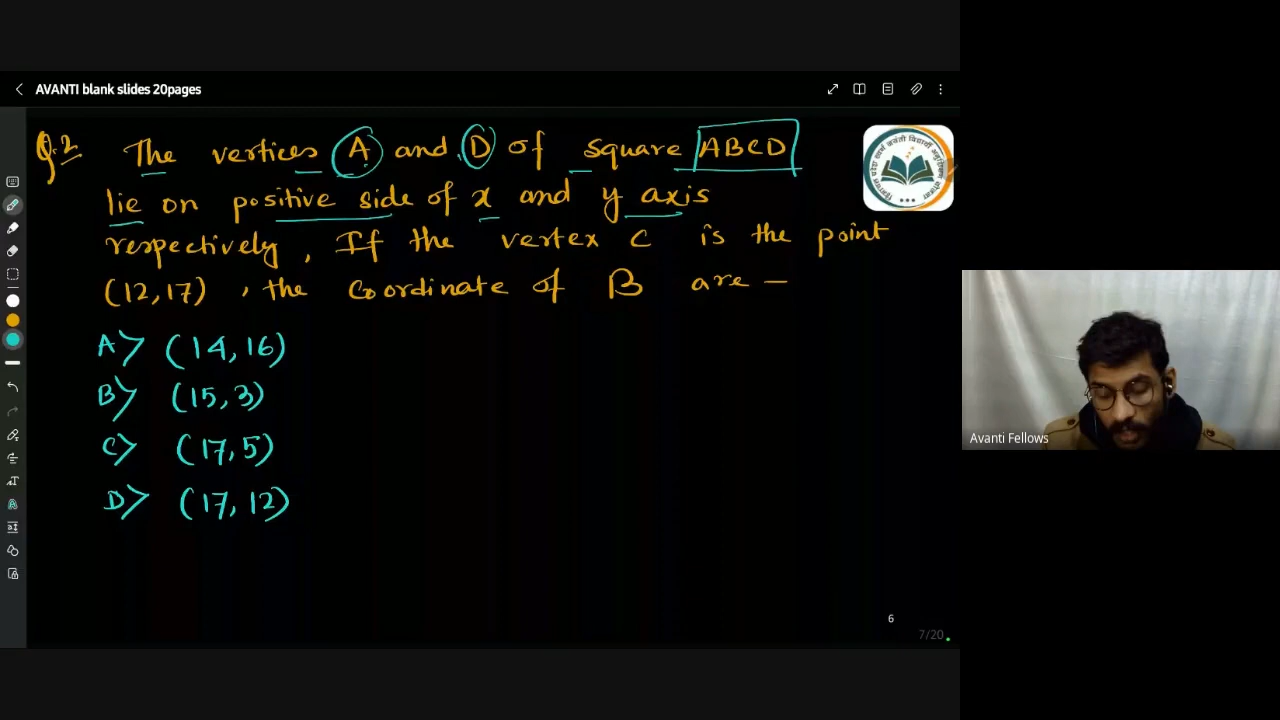 AVANTI blank slides 20pages
Q.2 The vertices A and D of square ABCD
lie on positive side of x and y axis
respectively, If the vertex C is the point
(12,17), the coordinate of B are —
A> (14,16)
B> (15,3)
C> (17,5)
D> (17,12)
Avanti Fellows
6
7/20